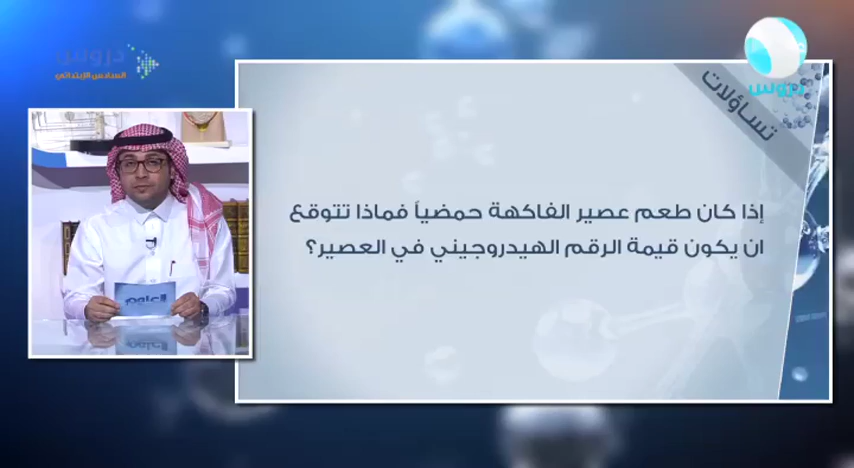 دروس
السادس الابتدائي
دروس
تساؤلات
إذا كان طعم عصير الفاكهة حمضياً فماذا تتوقع
ان يكون قيمة الرقم الهيدروجيني في العصير؟
العلوم